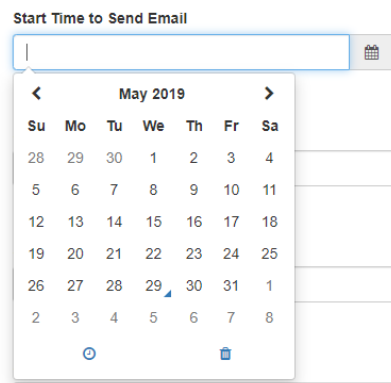 Start Time to Send Email
May 2019
Su Mo Tu We Th Fr Sa
28 29 30 1 2 3 4
5 6 7 8 9 10 11
12 13 14 15 16 17 18
19 20 21 22 23 24 25
26 27 28 29 30 31 1
2 3 4 5 6 7 8